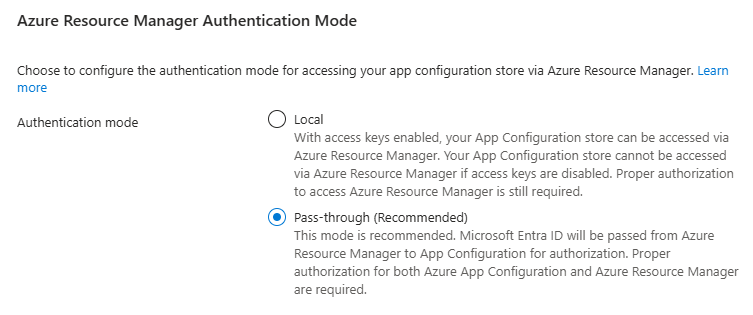 Azure Resource Manager Authentication Mode
Choose to configure the authentication mode for accessing your app configuration store via Azure Resource Manager. Learn
more
Authentication mode
Local
With access keys enabled, your App Configuration store can be accessed via
Azure Resource Manager. Your App Configuration store cannot be accessed
via Azure Resource Manager if access keys are disabled. Proper authorization
to access Azure Resource Manager is still required.
Pass-through (Recommended)
This mode is recommended. Microsoft Entra ID will be passed from Azure
Resource Manager to App Configuration for authorization. Proper
authorization for both Azure App Configuration and Azure Resource Manager
are required.